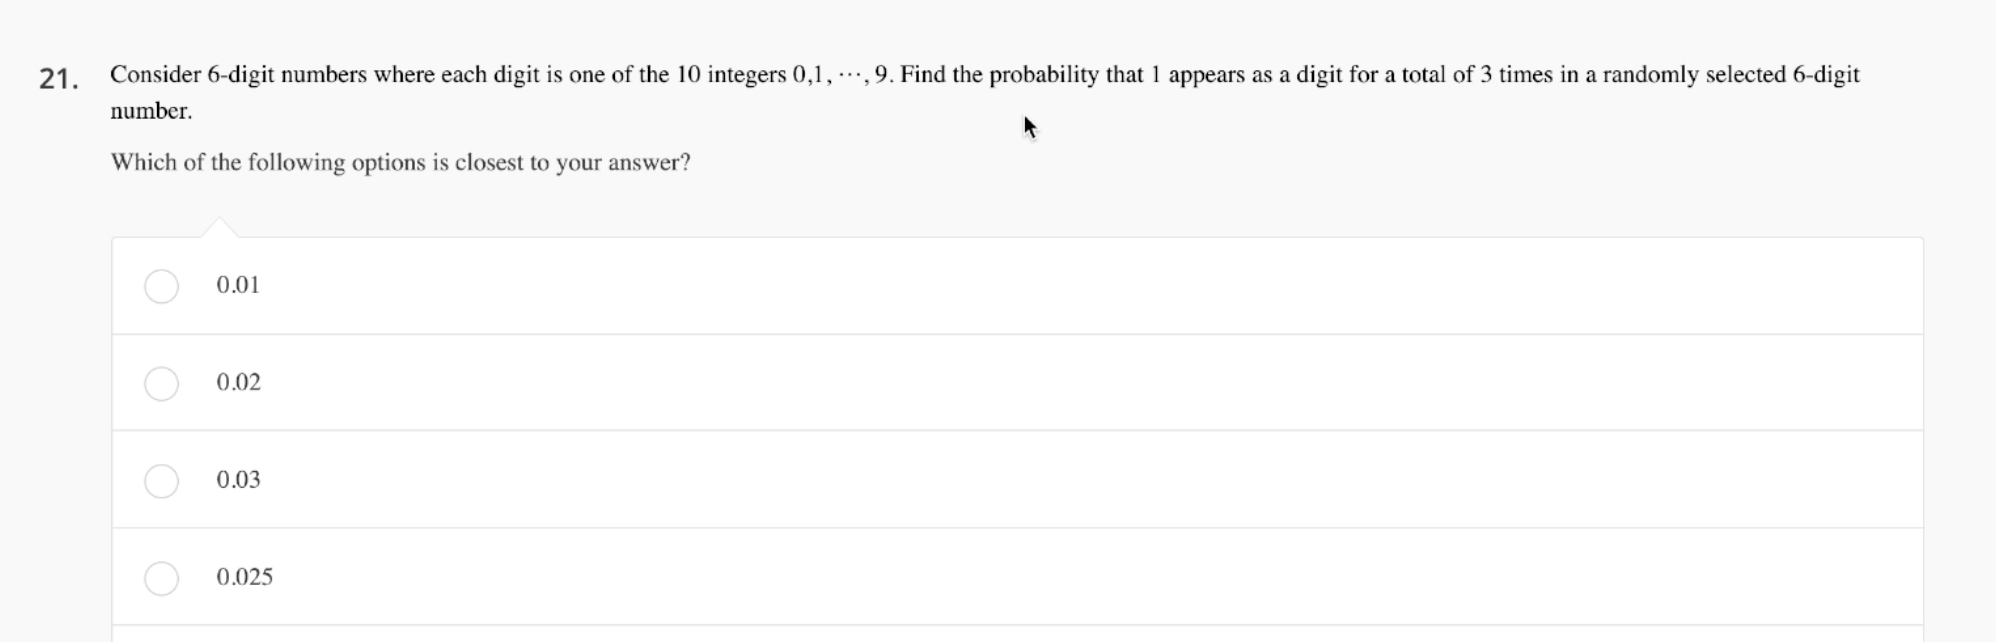 21. Consider 6-digit numbers where each digit is one of the 10 integers 0,1, ⋯, 9. Find the probability that 1 appears as a digit for a total of 3 times in a randomly selected 6-digit
number.
Which of the following options is closest to your answer?
0.01
0.02
0.03
0.025